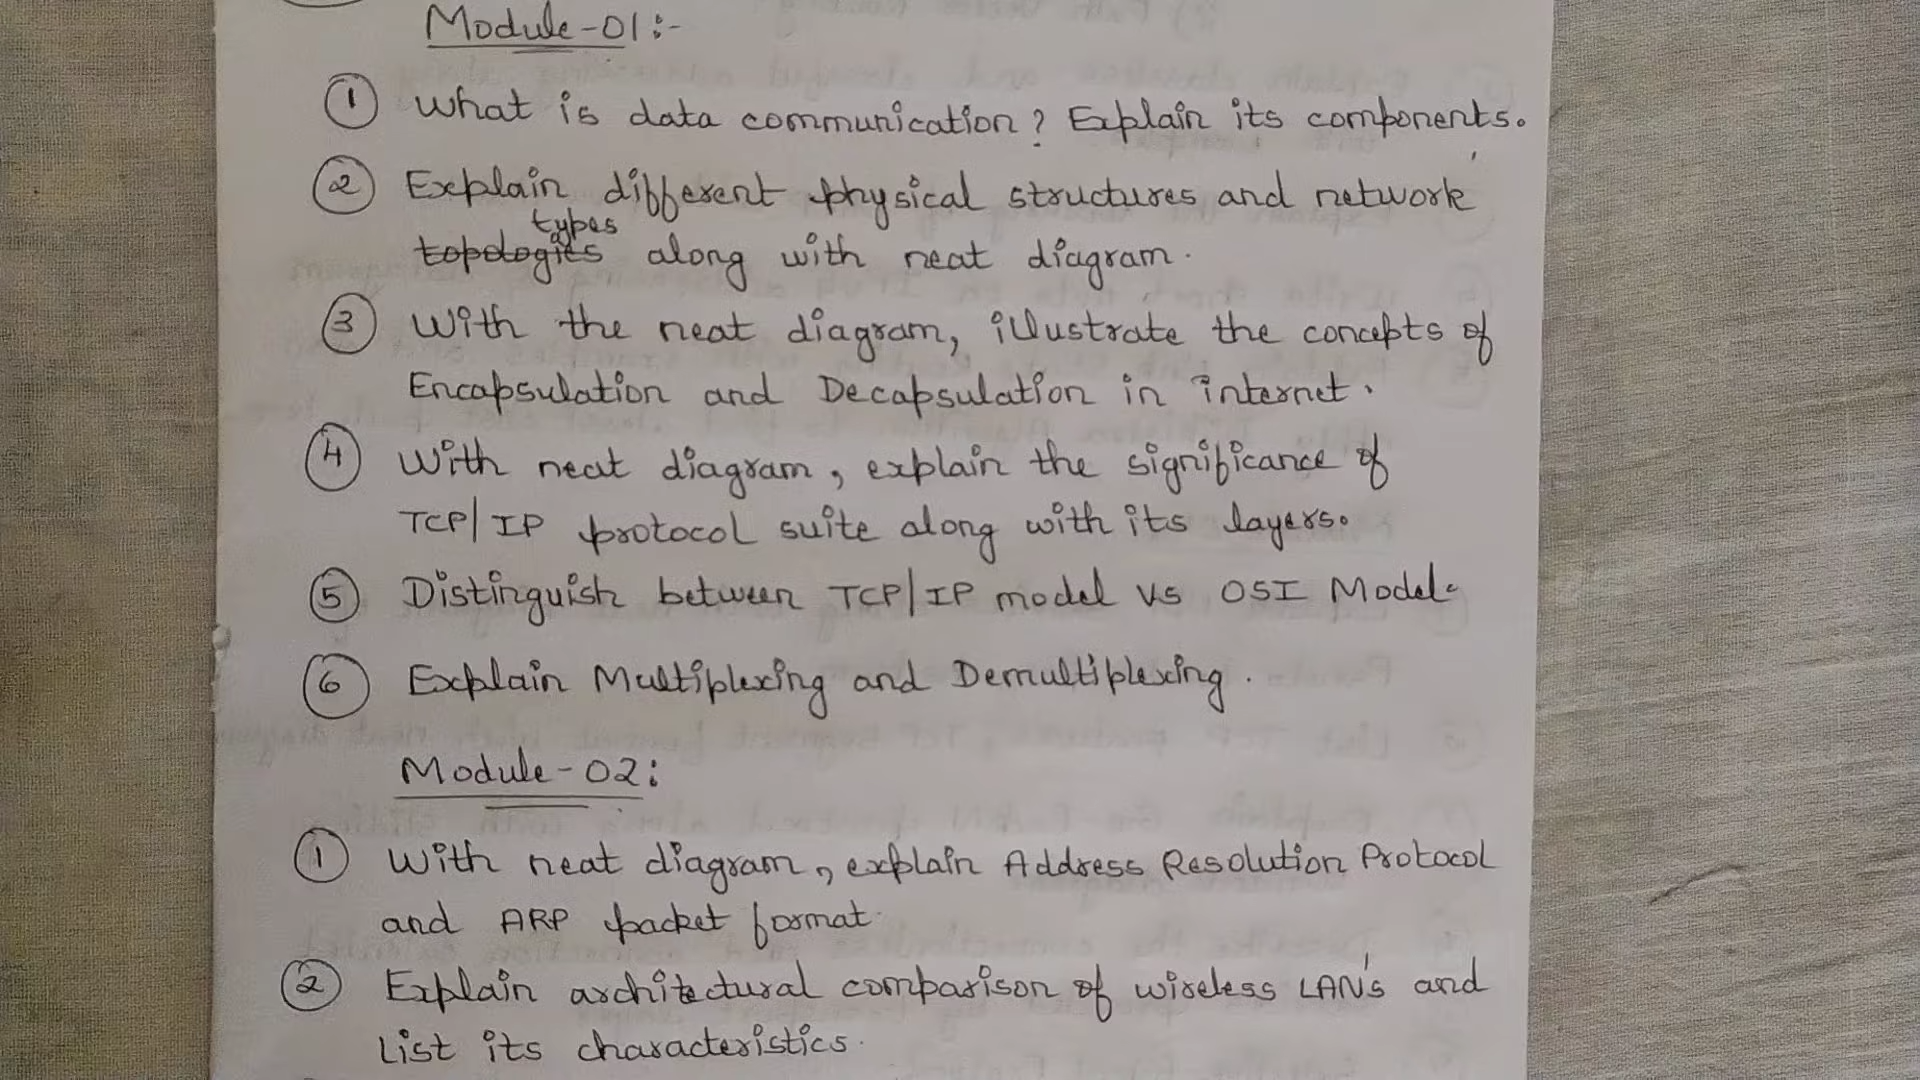 Module-01:-
① What is data communication? Explain its components.
② Explain different physical structures and network
types
topologies along with neat diagram.
③ With the neat diagram, illustrate the concepts of
Encapsulation and Decapsulation in internet.
④ With neat diagram, explain the significance of
TCP/IP protocol suite along with its layers.
⑤ Distinguish between TCP/IP model vs OSI Model.
⑥ Explain Multiplexing and Demultiplexing.
Module-02:
① With neat diagram, explain Address Resolution Protocol
and ARP packet format.
② Explain architectural comparison of wireless LAN's and
List its characteristics.